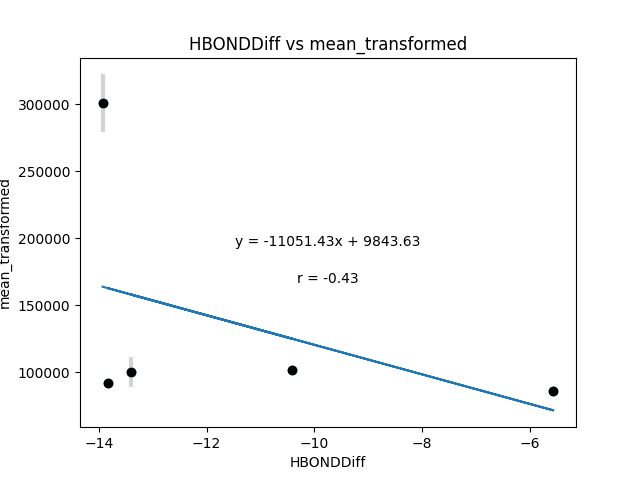 HBONDDiff vs mean_transformed
mean_transformed
300000
250000
200000
150000
100000
y = -11051.43x + 9843.63
r = -0.43
−14
−12
−10
−8
−6
HBONDDiff